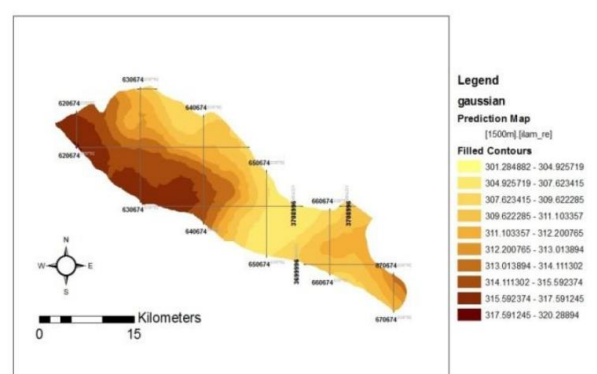 630674
620674
640674
620674
650674
630674
660674
3788996
3788996
640674
650674
3699996
670674
660674
670674
N
W E
S
Kilometers
0 15
Legend
gaussian
Prediction Map
[1500m].[ilam_re]
Filled Contours
301.284882 - 304.925719
304.925719 - 307.623415
307.623415 - 309.622285
309.622285 - 311.103357
311.103357 - 312.200765
312.200765 - 313.013894
313.013894 - 314.111302
314.111302 - 315.592374
315.592374 - 317.591245
317.591245 - 320.28894